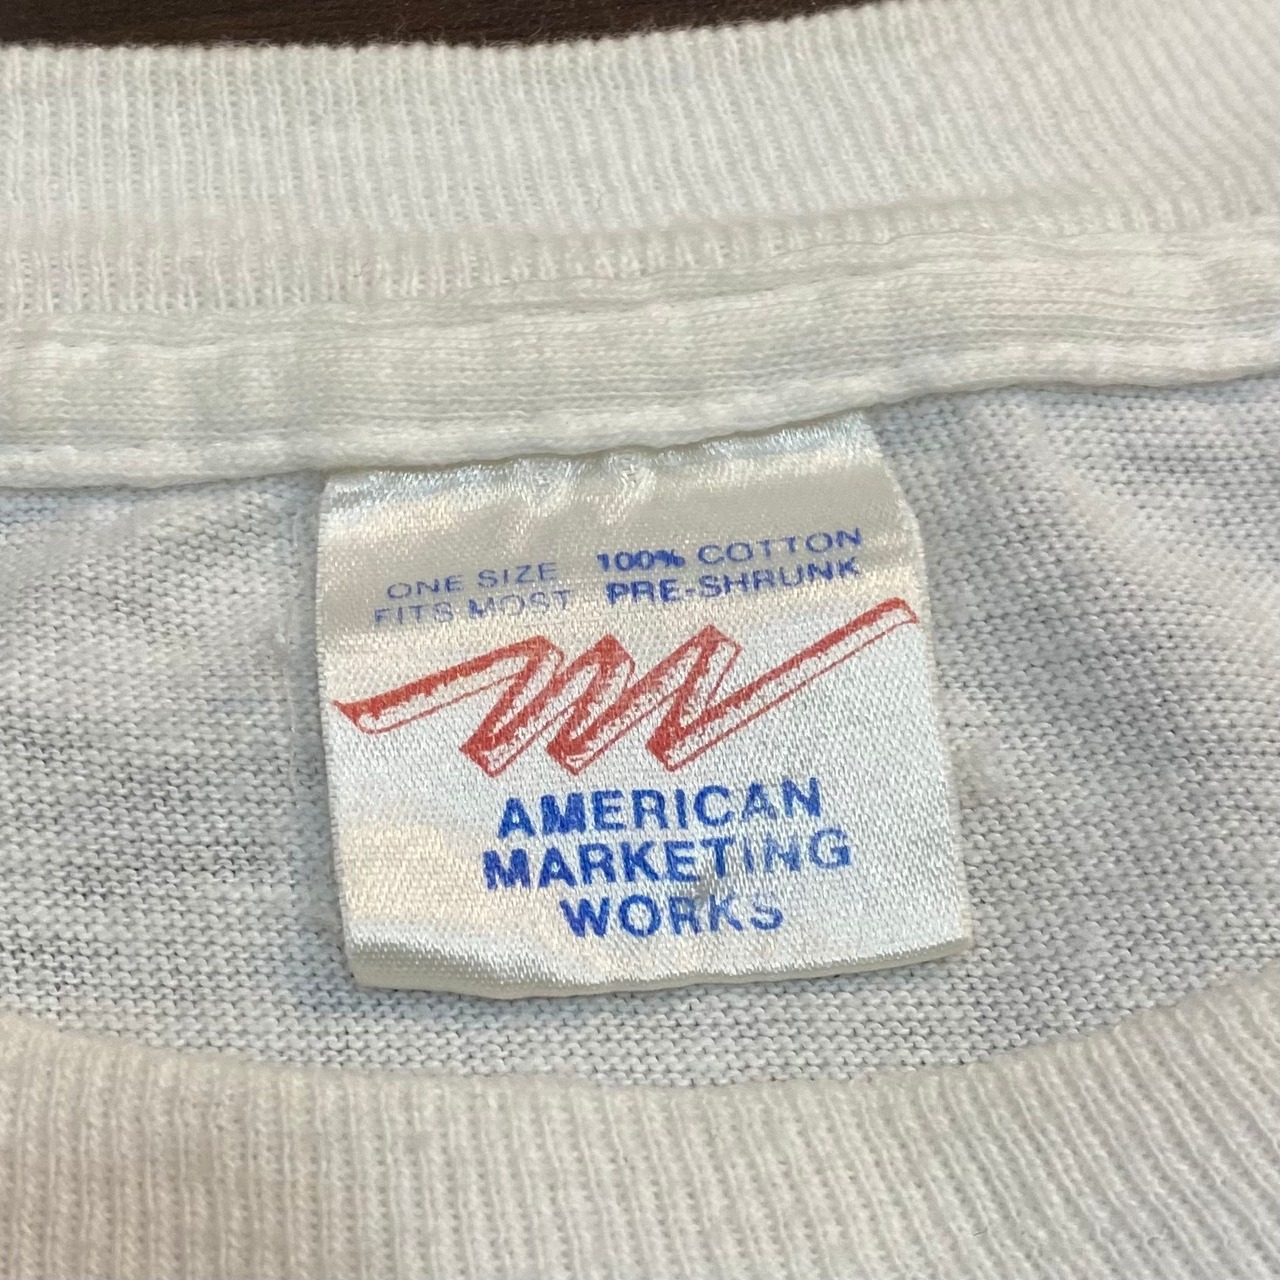 ONE SIZE 100% COTTON
FITS MOST PRE-SHRUNK
AMERICAN
MARKETING
WORKS